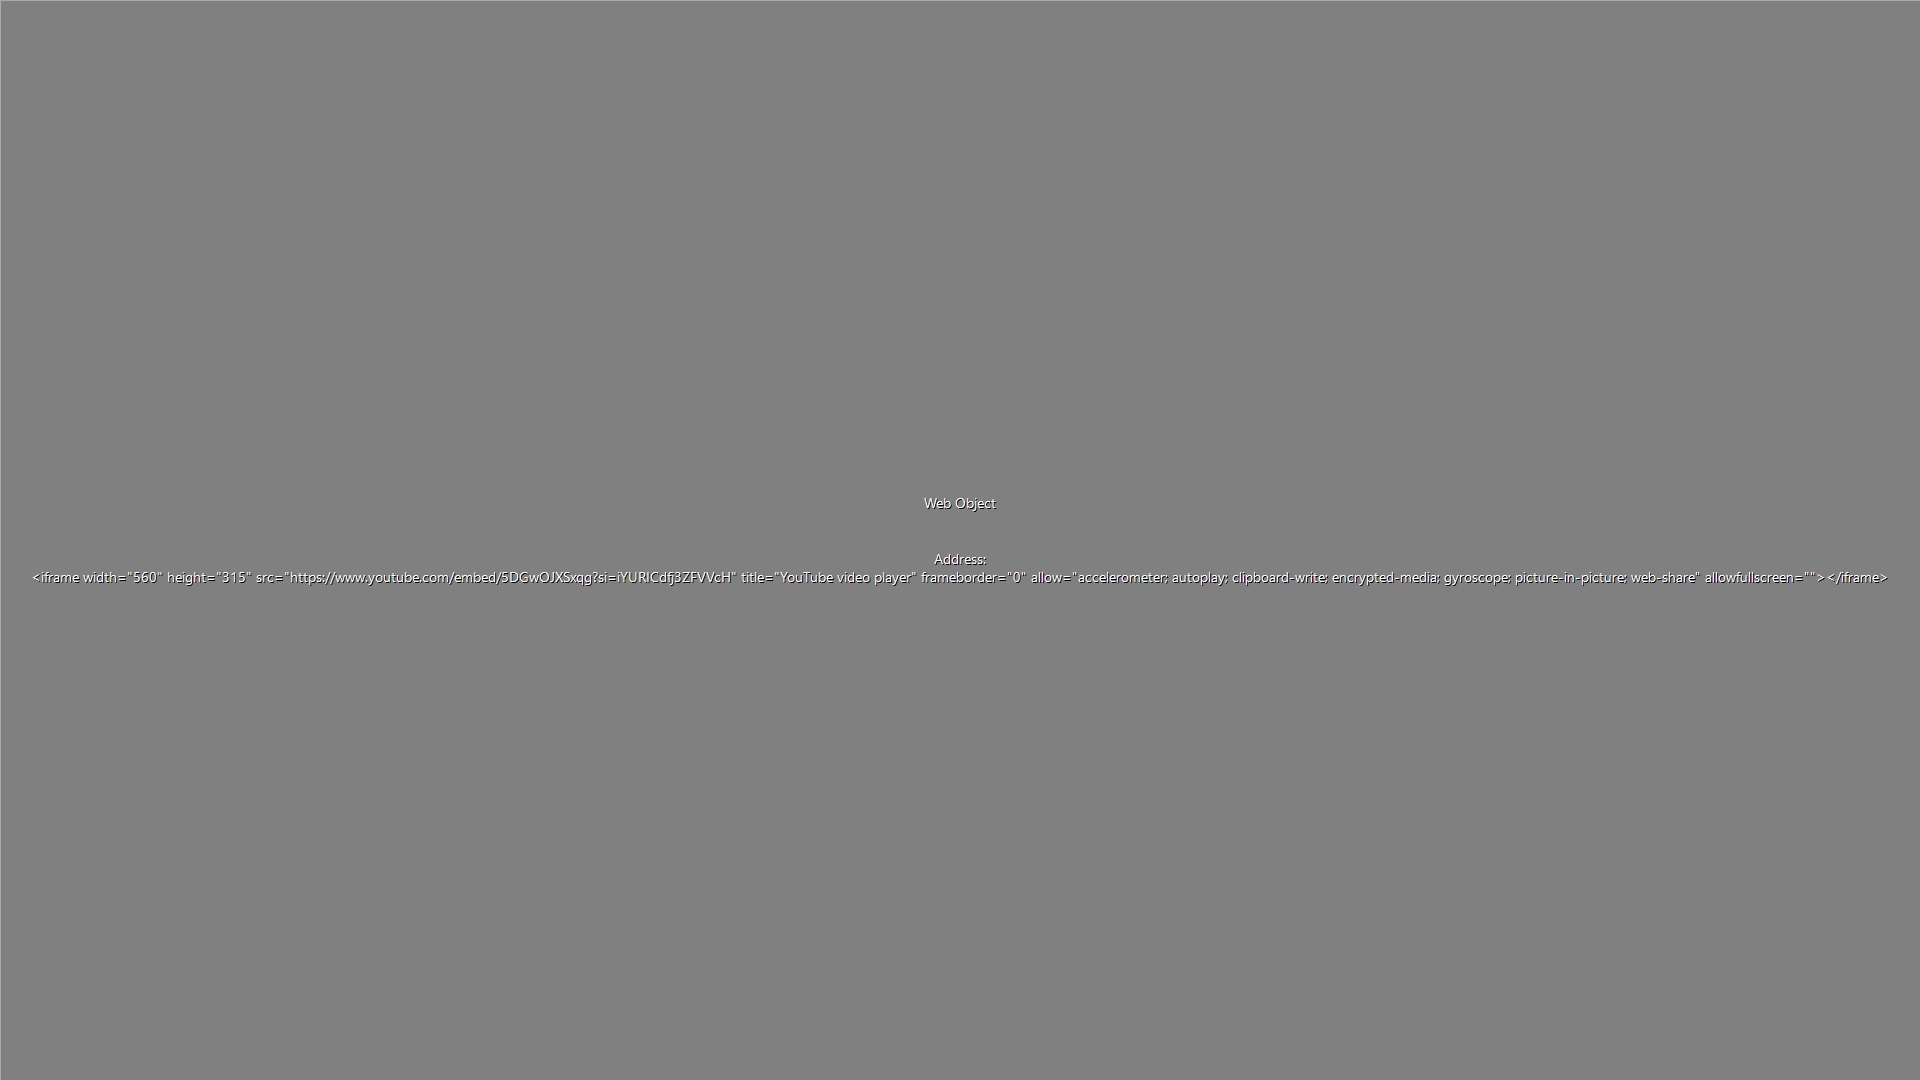 Web Object
Address:
<iframe width="560" height="315" src="https://www.youtube.com/embed/5DGwOJXSxqg?si=iYURICdfj3ZFVVcH" title="YouTube video player" frameborder="0" allow="accelerometer; autoplay; clipboard-write; encrypted-media; gyroscope; picture-in-picture; web-share" allowfullscreen=""></iframe>